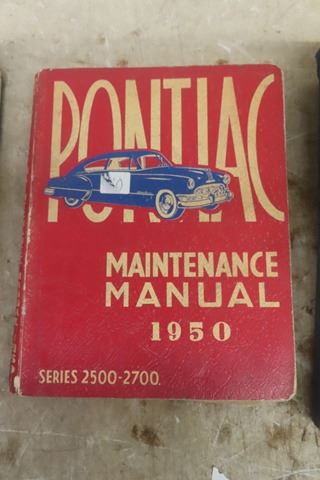 PONTIAC
MAINTENANCE
MANUAL
1950
SERIES 2500-2700.